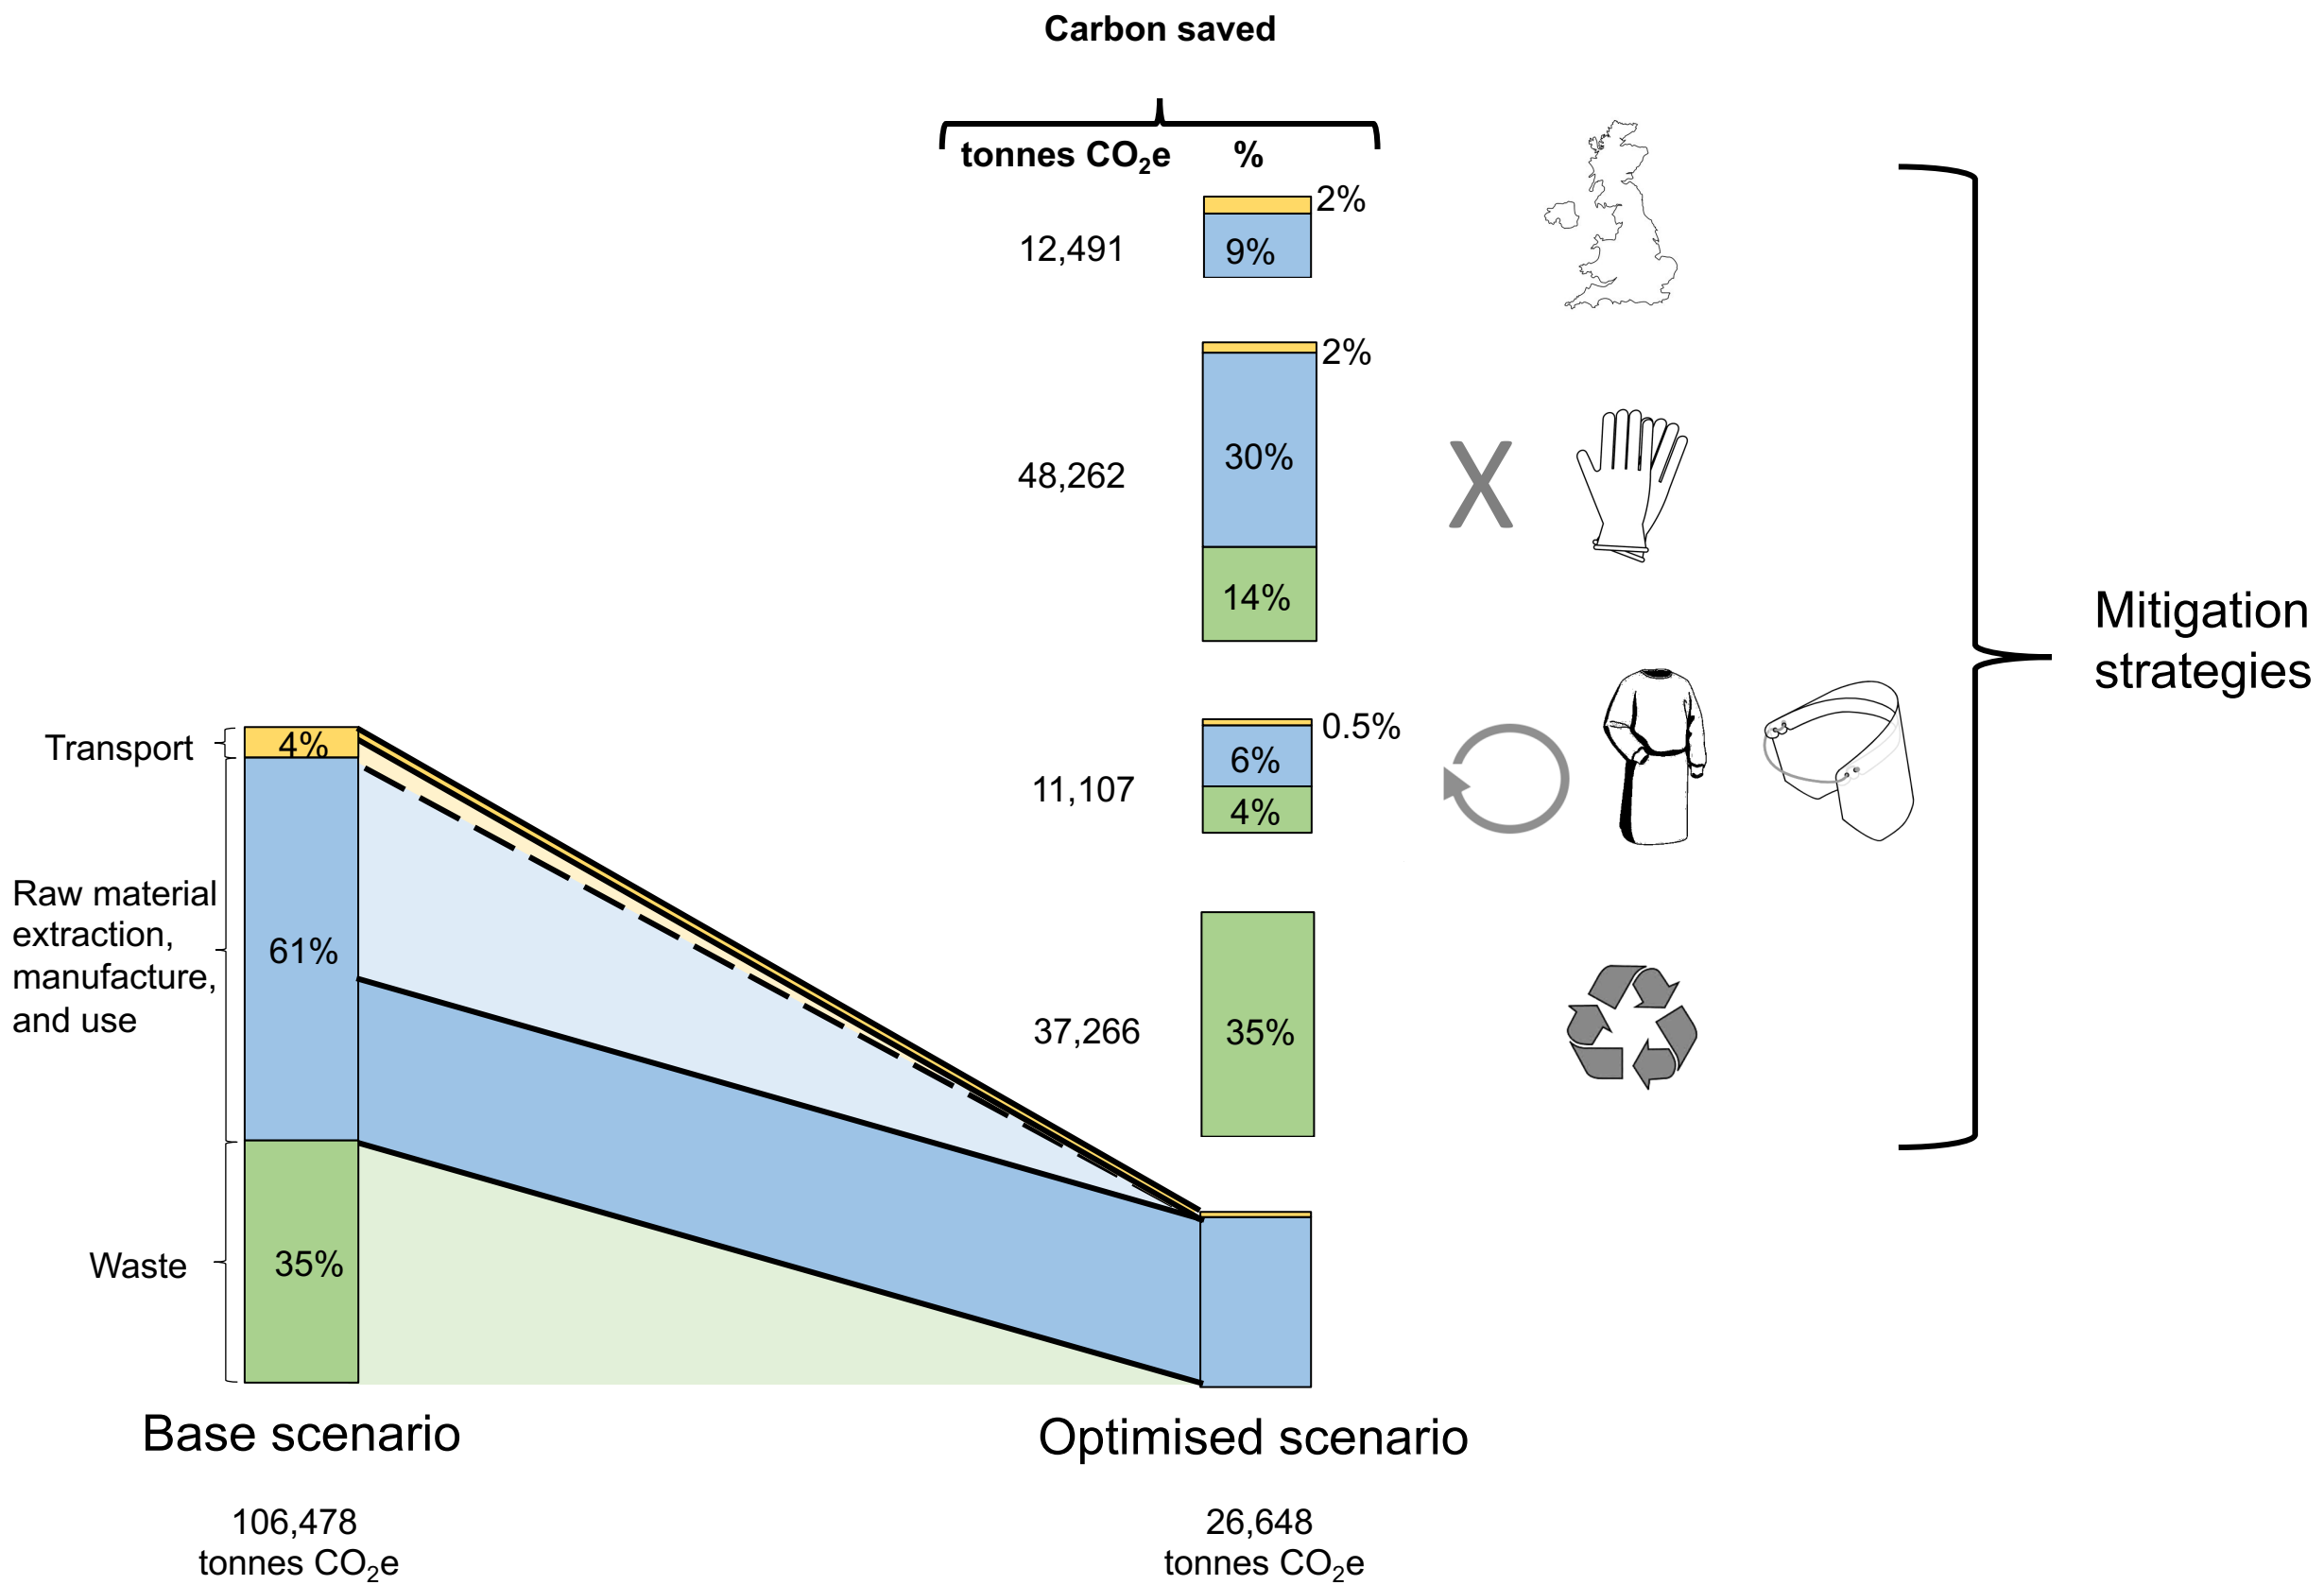 Carbon saved
tonnes CO₂e %
2%
12,491 9%
2%
30%
48,262 X
14%
Mitigation
strategies
0.5%
6%
11,107
4%
Transport 4%
Raw material
extraction,
manufacture,
and use
61%
37,266 35%
Waste 35%
Base scenario
Optimised scenario
106,478
tonnes CO₂e
26,648
tonnes CO₂e